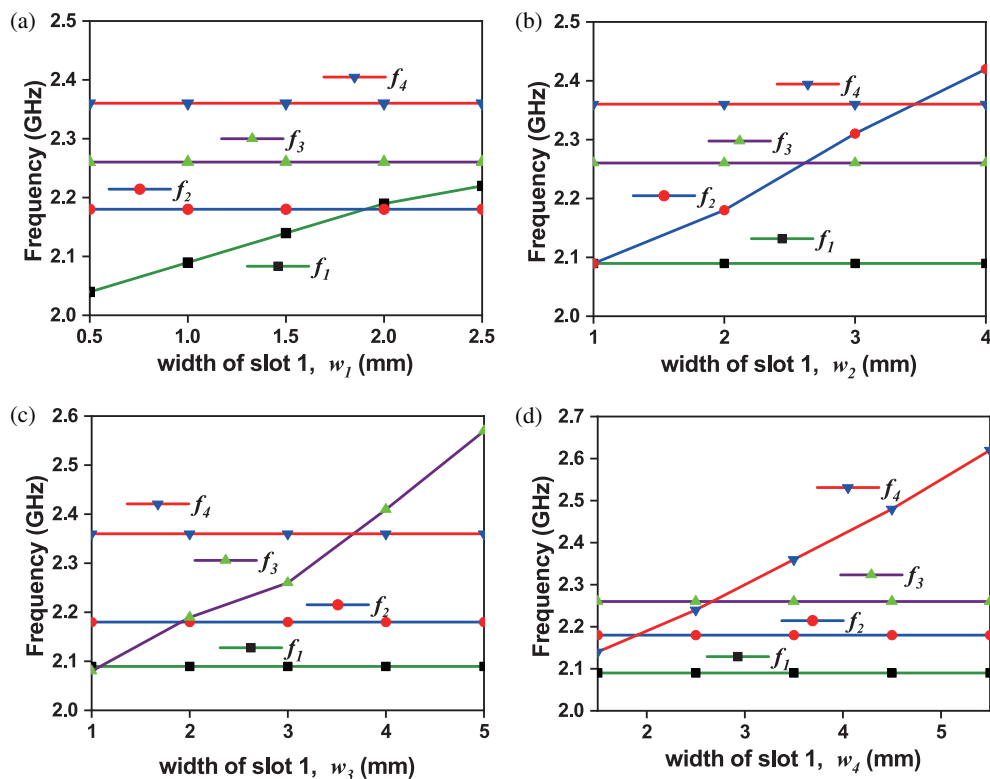 (a)
2.5
2.4
2.3
2.2
2.1
2.0
Frequency (GHz)
f4
f3
f2
f1
0.5 1.0 1.5 2.0 2.5
width of slot 1, w1 (mm)
(b)
2.5
2.4
2.3
2.2
2.1
2.0
Frequency (GHz)
f4
f3
f2
f1
1 2 3 4
width of slot 1, w2 (mm)
(c)
2.6
2.5
2.4
2.3
2.2
2.1
2.0
Frequency (GHz)
f4
f3
f2
f1
1 2 3 4 5
width of slot 1, w3 (mm)
(d)
2.7
2.6
2.5
2.4
2.3
2.2
2.1
2.0
Frequency (GHz)
f4
f3
f2
f1
2 3 4 5
width of slot 1, w4 (mm)